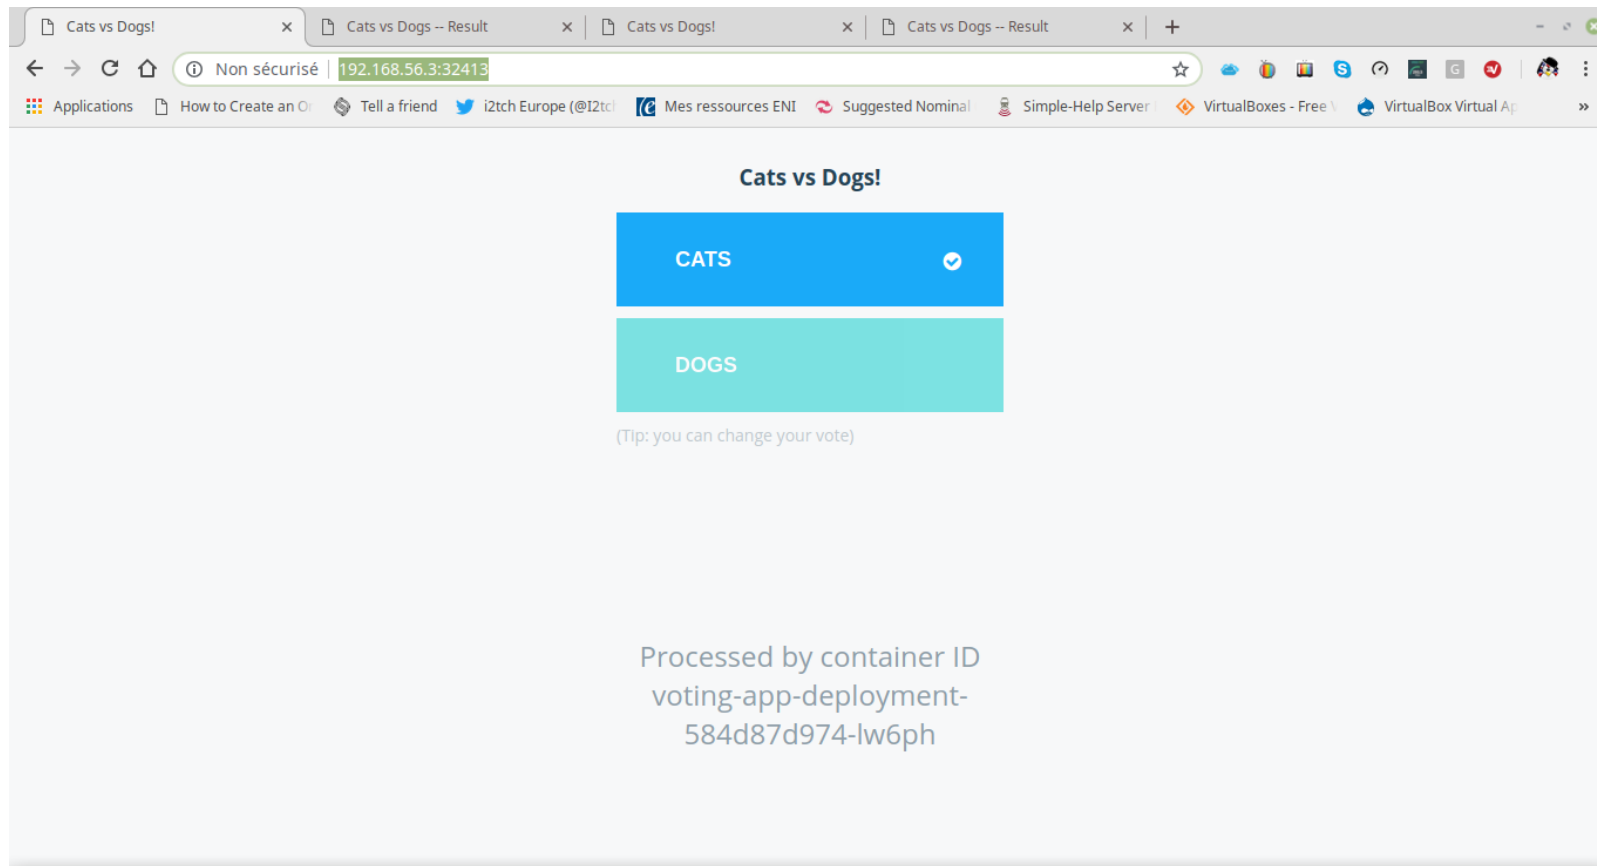 Cats vs Dogs! Cats vs Dogs -- Result Cats vs Dogs! Cats vs Dogs -- Result
Non sécurisé 192.168.56.3:32413
Applications How to Create an Or Tell a friend i2tch Europe (@I2tc Mes ressources ENI Suggested Nominal Simple-Help Server VirtualBoxes - Free VirtualBox Virtual Ap »
Cats vs Dogs!
CATS
DOGS
(Tip: you can change your vote)
Processed by container ID
voting-app-deployment-
584d87d974-lw6ph